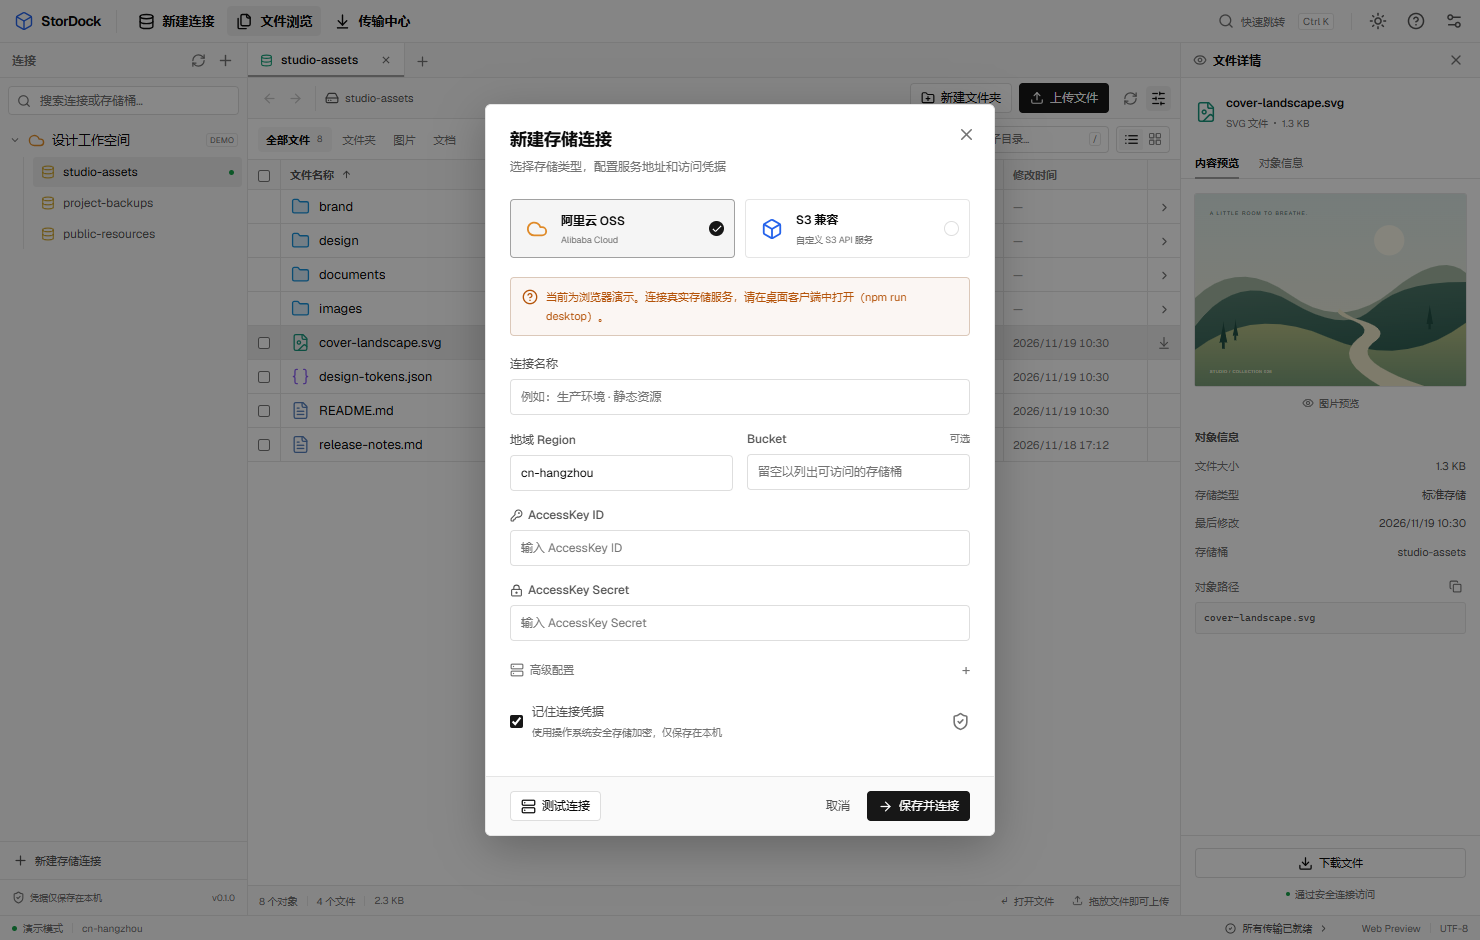 StorDock
新建连接
文件浏览
传输中心
快速跳转
Ctrl K
连接
搜索连接或存储桶...
设计工作空间
DEMO
studio-assets
project-backups
public-resources
新建存储连接
凭据仅保存在本机
v0.1.0
studio-assets
studio-assets
新建文件夹
上传文件
全部文件 8
文件夹
图片
文档
子目录...
/
文件名称
修改时间
brand
—
design
—
documents
—
images
—
cover-landscape.svg
2026/11/19 10:30
design-tokens.json
2026/11/19 10:30
README.md
2026/11/19 10:30
release-notes.md
2026/11/18 17:12
8 个对象
4 个文件
2.3 KB
打开文件
拖放文件即可上传
新建存储连接
选择存储类型，配置服务地址和访问凭据
阿里云 OSS
Alibaba Cloud
S3 兼容
自定义 S3 API 服务
当前为浏览器演示。连接真实存储服务，请在桌面客户端中打开（npm run
desktop）。
连接名称
例如：生产环境 · 静态资源
地域 Region
cn-hangzhou
Bucket
可选
留空以列出可访问的存储桶
AccessKey ID
输入 AccessKey ID
AccessKey Secret
输入 AccessKey Secret
高级配置
记住连接凭据
使用操作系统安全存储加密，仅保存在本机
测试连接
取消
保存并连接
文件详情
cover-landscape.svg
SVG 文件 • 1.3 KB
内容预览
对象信息
A LITTLE ROOM TO BREATHE.
图片预览
对象信息
文件大小
1.3 KB
存储类型
标准存储
最后修改
2026/11/19 10:30
存储桶
studio-assets
对象路径
cover-landscape.svg
下载文件
通过安全连接访问
演示模式
cn-hangzhou
所有传输已就绪
Web Preview
UTF-8